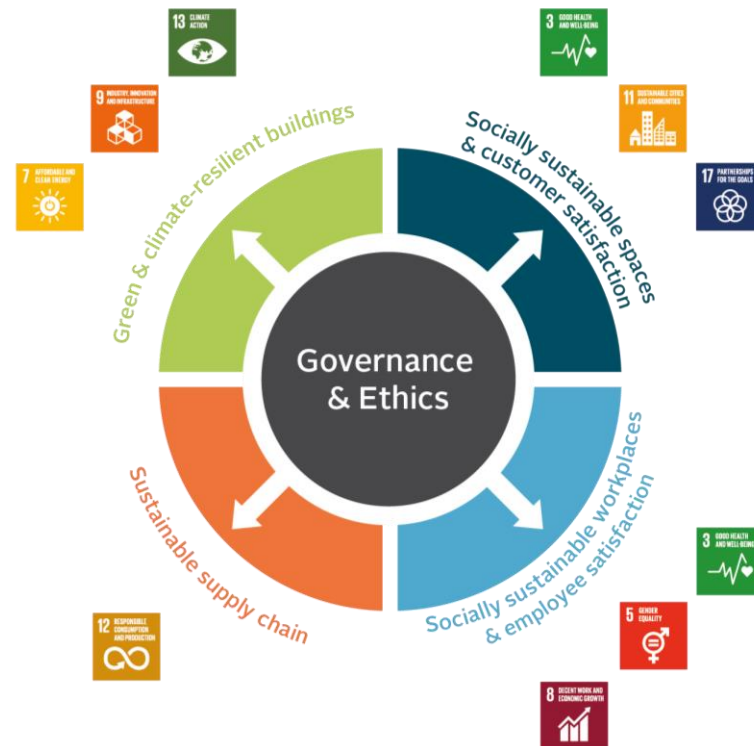 13 CLIMATE
ACTION
3 GOOD HEALTH
AND WELL-BEING
9 INDUSTRY, INNOVATION
AND INFRASTRUCTURE
11 SUSTAINABLE CITIES
AND COMMUNITIES
7 AFFORDABLE AND
CLEAN ENERGY
17 PARTNERSHIPS
FOR THE GOALS
Green & climate-resilient buildings
Socially sustainable spaces
& customer satisfaction
Governance
& Ethics
Sustainable supply chain
Socially sustainable workplaces
& employee satisfaction
3 GOOD HEALTH
AND WELL-BEING
12 RESPONSIBLE
CONSUMPTION
AND PRODUCTION
5 GENDER
EQUALITY
8 DECENT WORK AND
ECONOMIC GROWTH